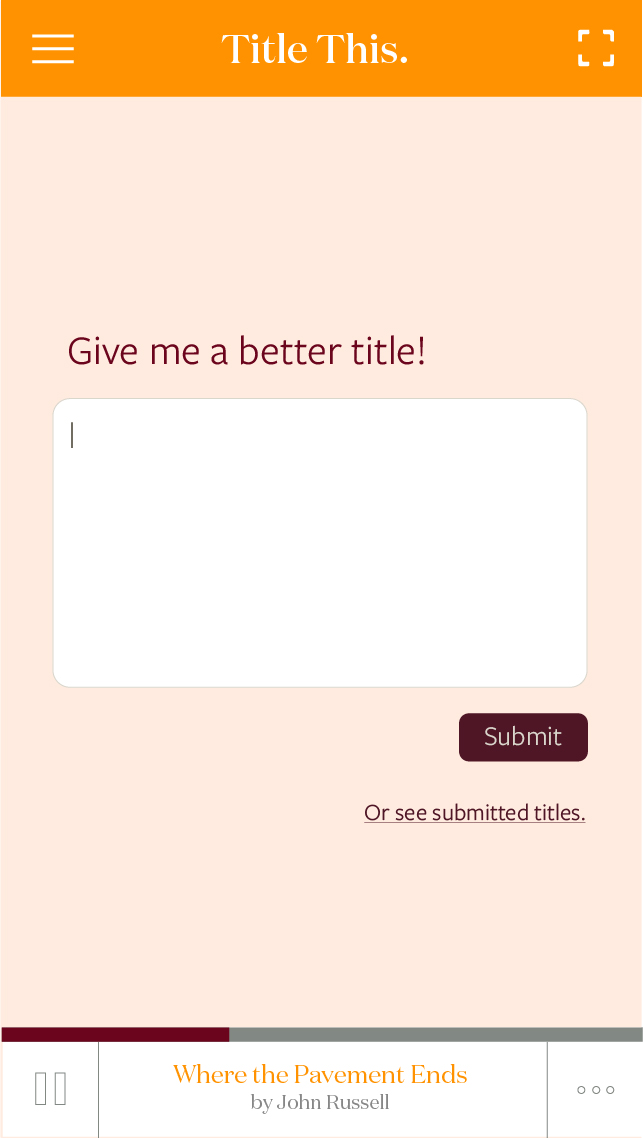 Title This.
Give me a better title!
Submit
Or see submitted titles.
Where the Pavement Ends
by John Russell